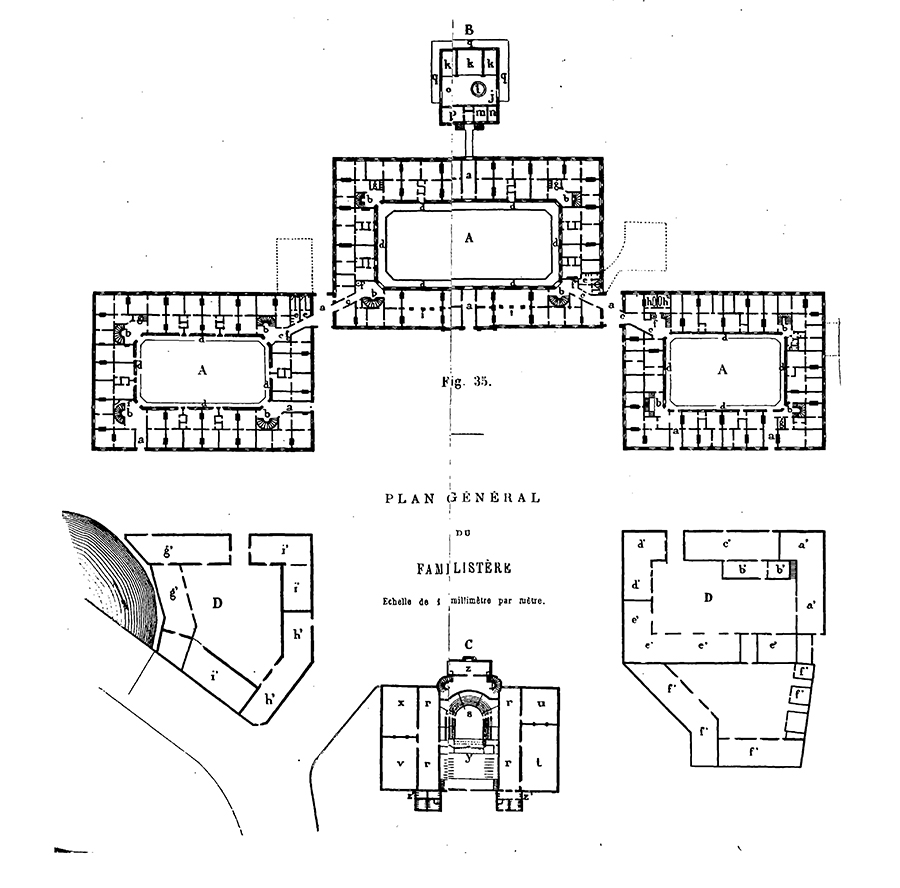 B
q
k k k
q q
o l j
p m n
a
g g
b b
d d
A
d d
d d
b b
a c a c a
i i
A
d
d d
d
b b
b b
a a
A
d
d d
d
b b
a a
Fig. 35.
PLAN GÉNÉRAL
DU
FAMILISTÈRE
Echelle de 1 millimètre par mètre.
g' i'
g' D i'
h'
i' h'
d' c' a'
b' b'
d' D a'
e'
e' e' e'
f' f'
f'
f' f'
C
z
x r s r u
y
v r r t
z' z'